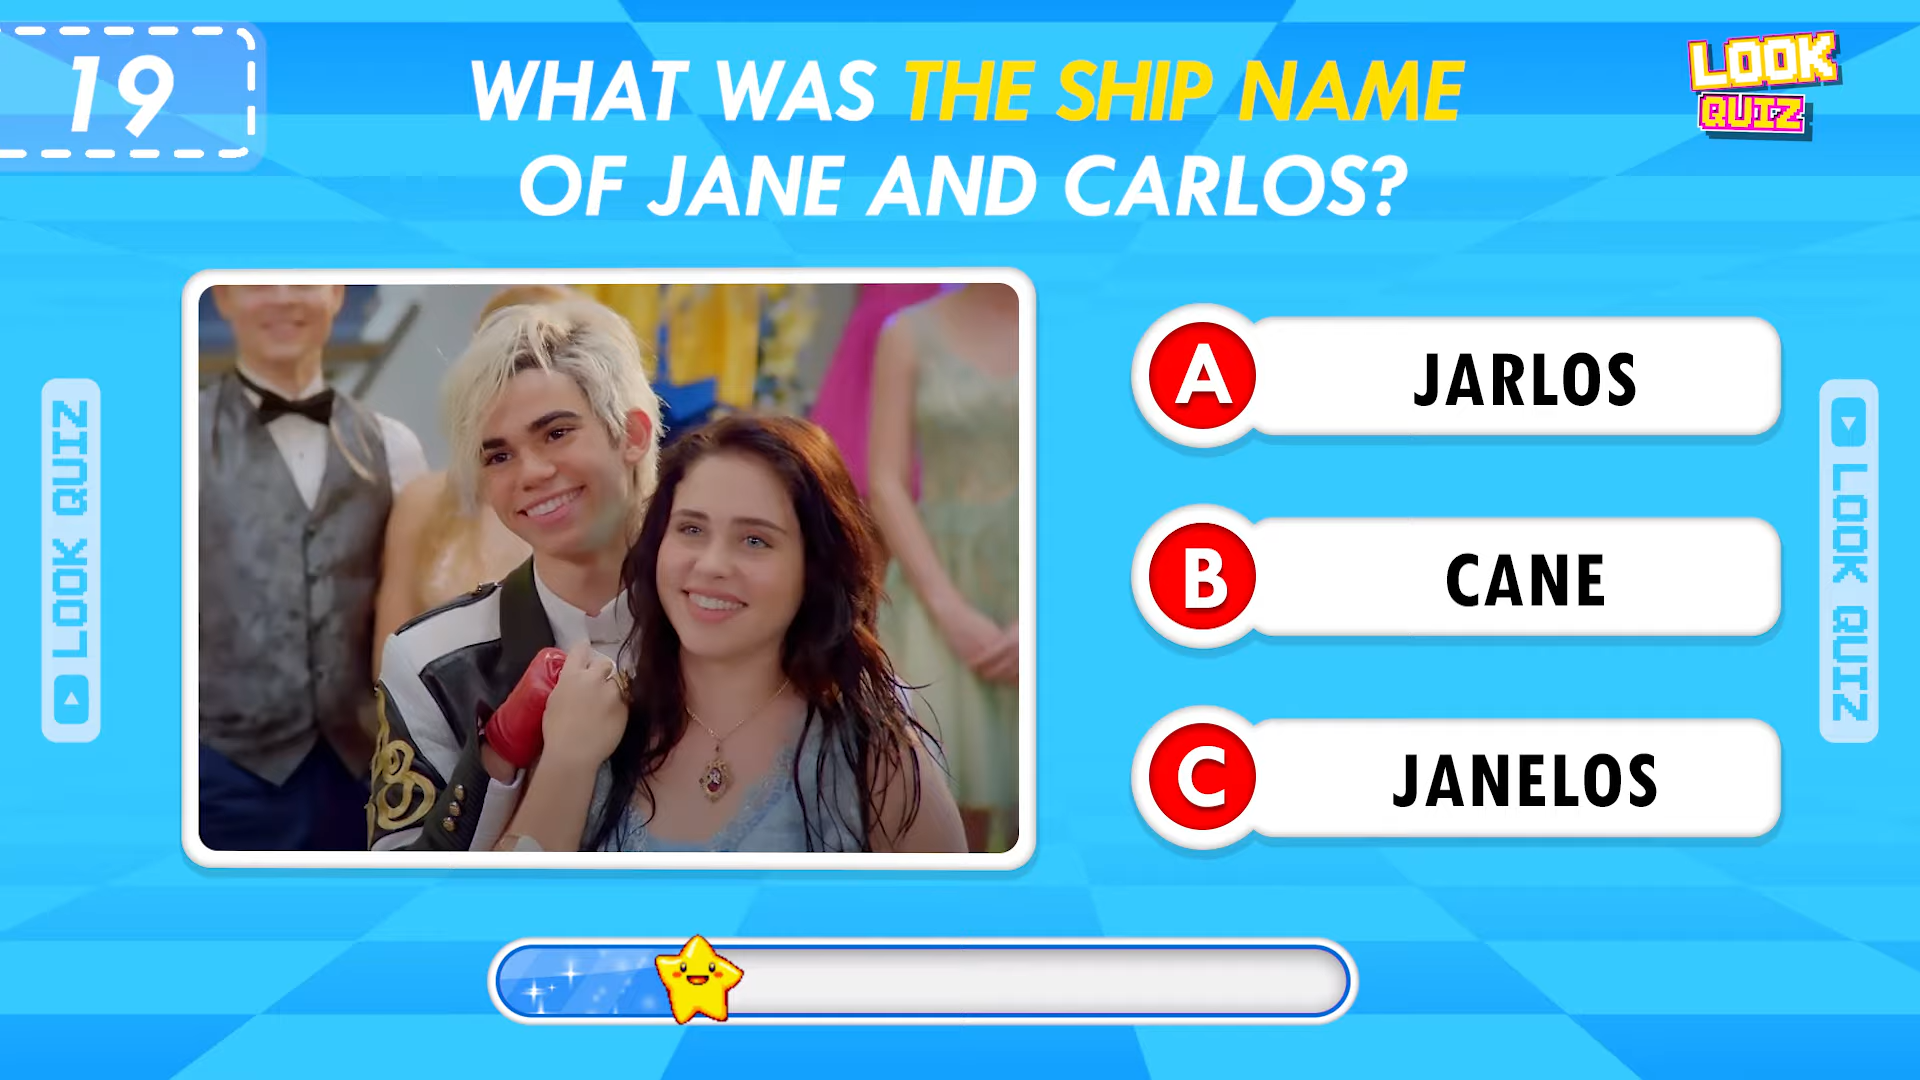 19
WHAT WAS THE SHIP NAME
OF JANE AND CARLOS?
LOOK
QUIZ
LOOK QUIZ
A
JARLOS
B
CANE
C
JANELOS
LOOK QUIZ